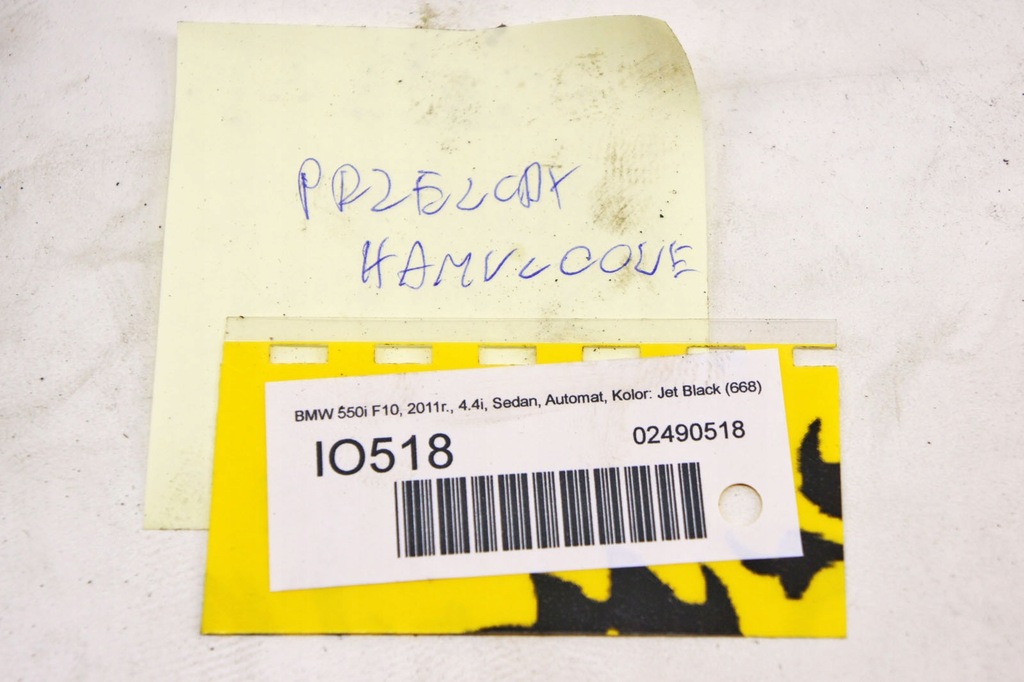 PRZEWODY
HAMULCOWE
BMW 550i F10, 2011r., 4.4i, Sedan, Automat, Kolor: Jet Black (668)
IO518
02490518